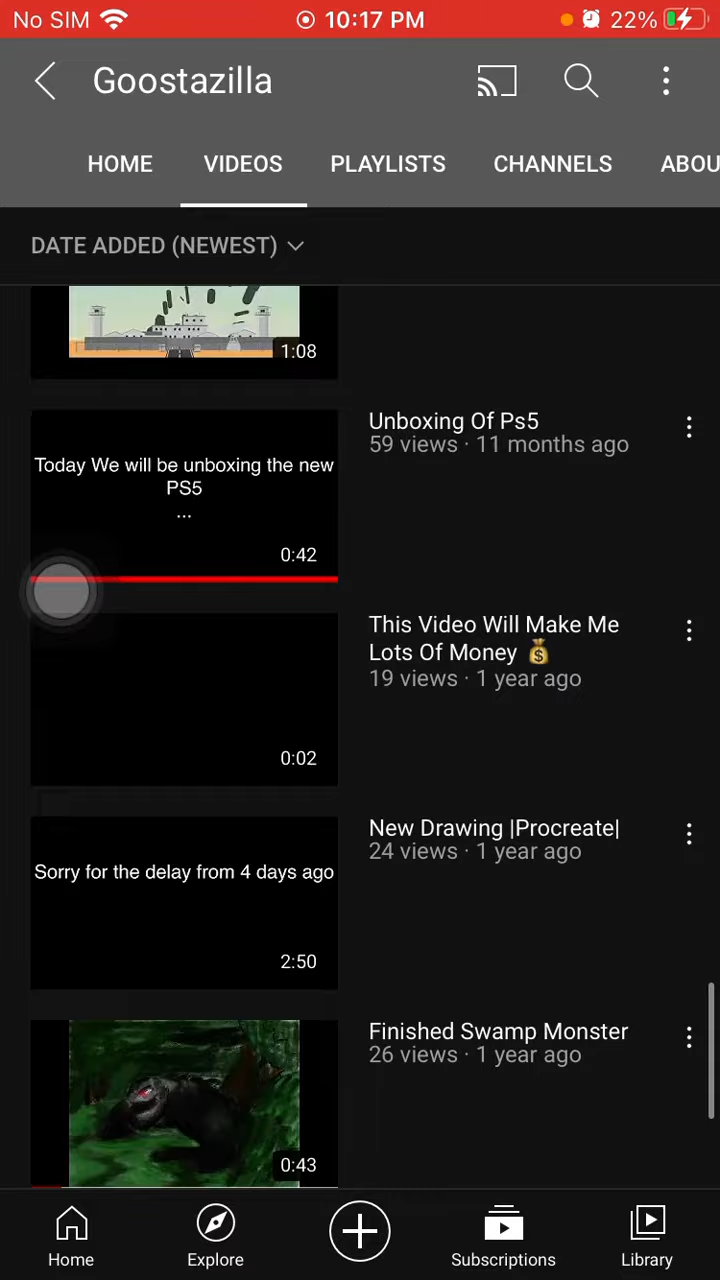 No SIM 10:17 PM 22%
Goostazilla
HOME VIDEOS PLAYLISTS CHANNELS ABOU
DATE ADDED (NEWEST)
1:08
Today We will be unboxing the new
PS5
...
0:42
Unboxing Of Ps5
59 views · 11 months ago
0:02
This Video Will Make Me
Lots Of Money 💰
19 views · 1 year ago
Sorry for the delay from 4 days ago
2:50
New Drawing |Procreate|
24 views · 1 year ago
0:43
Finished Swamp Monster
26 views · 1 year ago
Home Explore Subscriptions Library